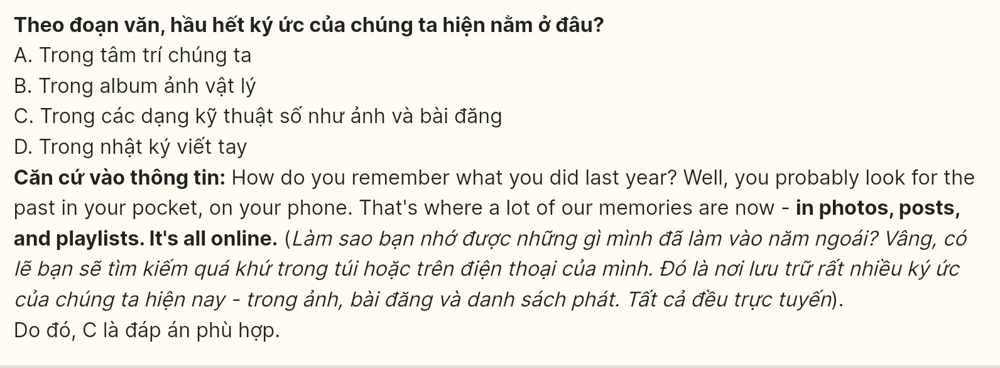 Theo đoạn văn, hầu hết ký ức của chúng ta hiện nằm ở đâu?
A. Trong tâm trí chúng ta
B. Trong album ảnh vật lý
C. Trong các dạng kỹ thuật số như ảnh và bài đăng
D. Trong nhật ký viết tay
Căn cứ vào thông tin: How do you remember what you did last year? Well, you probably look for the
past in your pocket, on your phone. That's where a lot of our memories are now - in photos, posts,
and playlists. It's all online. (Làm sao bạn nhớ được những gì mình đã làm vào năm ngoái? Vâng, có
lẽ bạn sẽ tìm kiếm quá khứ trong túi hoặc trên điện thoại của mình. Đó là nơi lưu trữ rất nhiều ký ức
của chúng ta hiện nay - trong ảnh, bài đăng và danh sách phát. Tất cả đều trực tuyến).
Do đó, C là đáp án phù hợp.